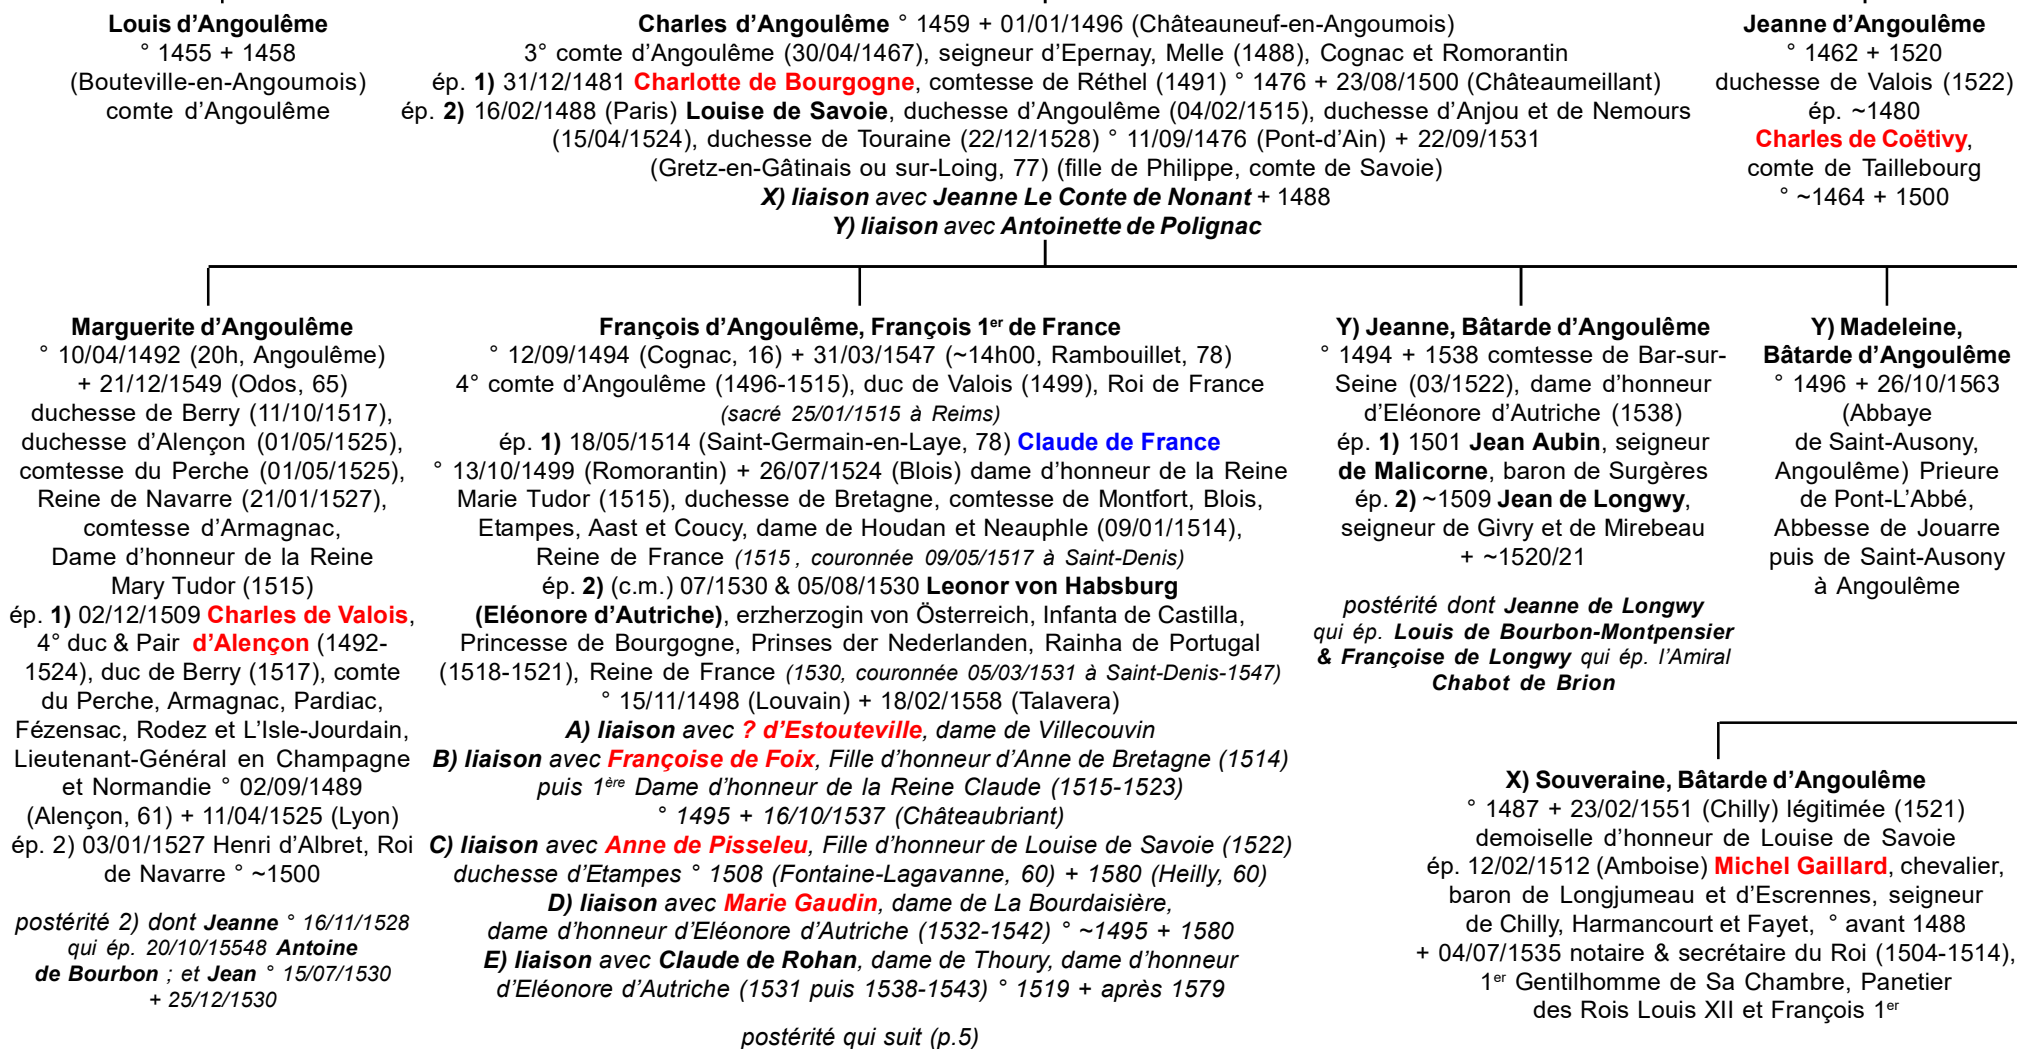 Louis d’Angoulême
° 1455 + 1458
(Bouteville-en-Angoumois)
comte d’Angoulême
Charles d’Angoulême ° 1459 + 01/01/1496 (Châteauneuf-en-Angoumois)
3° comte d’Angoulême (30/04/1467), seigneur d’Epernay, Melle (1488), Cognac et Romorantin
ép. 1) 31/12/1481 Charlotte de Bourgogne, comtesse de Réthel (1491) ° 1476 + 23/08/1500 (Châteaumeillant)
ép. 2) 16/02/1488 (Paris) Louise de Savoie, duchesse d’Angoulême (04/02/1515), duchesse d’Anjou et de Nemours
(15/04/1524), duchesse de Touraine (22/12/1528) ° 11/09/1476 (Pont-d’Ain) + 22/09/1531
(Gretz-en-Gâtinais ou sur-Loing, 77) (fille de Philippe, comte de Savoie)
X) liaison avec Jeanne Le Conte de Nonant + 1488
Y) liaison avec Antoinette de Polignac
Jeanne d’Angoulême
° 1462 + 1520
duchesse de Valois (1522)
ép. ~1480
Charles de Coëtivy,
comte de Taillebourg
° ~1464 + 1500
Marguerite d’Angoulême
° 10/04/1492 (20h, Angoulême)
+ 21/12/1549 (Odos, 65)
duchesse de Berry (11/10/1517),
duchesse d’Alençon (01/05/1525),
comtesse du Perche (01/05/1525),
Reine de Navarre (21/01/1527),
comtesse d’Armagnac,
Dame d’honneur de la Reine
Mary Tudor (1515)
ép. 1) 02/12/1509 Charles de Valois,
4° duc & Pair d’Alençon (1492-
1524), duc de Berry (1517), comte
du Perche, Armagnac, Pardiac,
Fézensac, Rodez et L’Isle-Jourdain,
Lieutenant-Général en Champagne
et Normandie ° 02/09/1489
(Alençon, 61) + 11/04/1525 (Lyon)
ép. 2) 03/01/1527 Henri d’Albret, Roi
de Navarre ° ~1500
postérité 2) dont Jeanne ° 16/11/1528
qui ép. 20/10/15548 Antoine
de Bourbon ; et Jean ° 15/07/1530
+ 25/12/1530
François d’Angoulême, François 1er de France
° 12/09/1494 (Cognac, 16) + 31/03/1547 (~14h00, Rambouillet, 78)
4° comte d’Angoulême (1496-1515), duc de Valois (1499), Roi de France
(sacré 25/01/1515 à Reims)
ép. 1) 18/05/1514 (Saint-Germain-en-Laye, 78) Claude de France
° 13/10/1499 (Romorantin) + 26/07/1524 (Blois) dame d’honneur de la Reine
Marie Tudor (1515), duchesse de Bretagne, comtesse de Montfort, Blois,
Etampes, Aast et Coucy, dame de Houdan et Neauphle (09/01/1514),
Reine de France (1515 , couronnée 09/05/1517 à Saint-Denis)
ép. 2) (c.m.) 07/1530 & 05/08/1530 Leonor von Habsburg
(Eléonore d’Autriche), erzherzogin von Österreich, Infanta de Castilla,
Princesse de Bourgogne, Prinses der Nederlanden, Rainha de Portugal
(1518-1521), Reine de France (1530, couronnée 05/03/1531 à Saint-Denis-1547)
° 15/11/1498 (Louvain) + 18/02/1558 (Talavera)
A) liaison avec ? d’Estouteville, dame de Villecouvin
B) liaison avec Françoise de Foix, Fille d’honneur d’Anne de Bretagne (1514)
puis 1ère Dame d’honneur de la Reine Claude (1515-1523)
° 1495 + 16/10/1537 (Châteaubriant)
C) liaison avec Anne de Pisseleu, Fille d’honneur de Louise de Savoie (1522)
duchesse d’Etampes ° 1508 (Fontaine-Lagavanne, 60) + 1580 (Heilly, 60)
D) liaison avec Marie Gaudin, dame de La Bourdaisière,
dame d’honneur d’Eléonore d’Autriche (1532-1542) ° ~1495 + 1580
E) liaison avec Claude de Rohan, dame de Thoury, dame d’honneur
d’Eléonore d’Autriche (1531 puis 1538-1543) ° 1519 + après 1579
postérité qui suit (p.5)
Y) Jeanne, Bâtarde d’Angoulême
° 1494 + 1538 comtesse de Bar-sur-
Seine (03/1522), dame d’honneur
d’Eléonore d’Autriche (1538)
ép. 1) 1501 Jean Aubin, seigneur
de Malicorne, baron de Surgères
ép. 2) ~1509 Jean de Longwy,
seigneur de Givry et de Mirebeau
+ ~1520/21
postérité dont Jeanne de Longwy
qui ép. Louis de Bourbon-Montpensier
& Françoise de Longwy qui ép. l’Amiral
Chabot de Brion
Y) Madeleine,
Bâtarde d’Angoulême
° 1496 + 26/10/1563
(Abbaye
de Saint-Ausony,
Angoulême) Prieure
de Pont-L’Abbé,
Abbesse de Jouarre
puis de Saint-Ausony
à Angoulême
X) Souveraine, Bâtarde d’Angoulême
° 1487 + 23/02/1551 (Chilly) légitimée (1521)
demoiselle d’honneur de Louise de Savoie
ép. 12/02/1512 (Amboise) Michel Gaillard, chevalier,
baron de Longjumeau et d’Escrennes, seigneur
de Chilly, Harmancourt et Fayet, ° avant 1488
+ 04/07/1535 notaire & secrétaire du Roi (1504-1514),
1er Gentilhomme de Sa Chambre, Panetier
des Rois Louis XII et François 1er